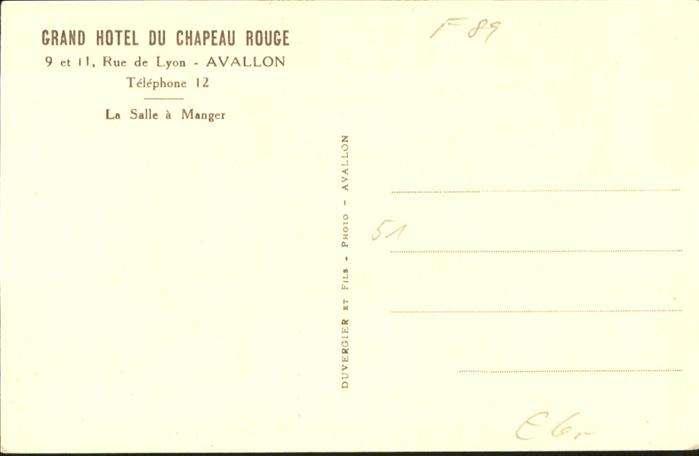 GRAND HOTEL DU CHAPEAU ROUGE
9 et 11, Rue de Lyon - AVALLON
Téléphone 12
La Salle à Manger
DUVERGIER ET FILS - PHOTO - AVALLON
F 89
51